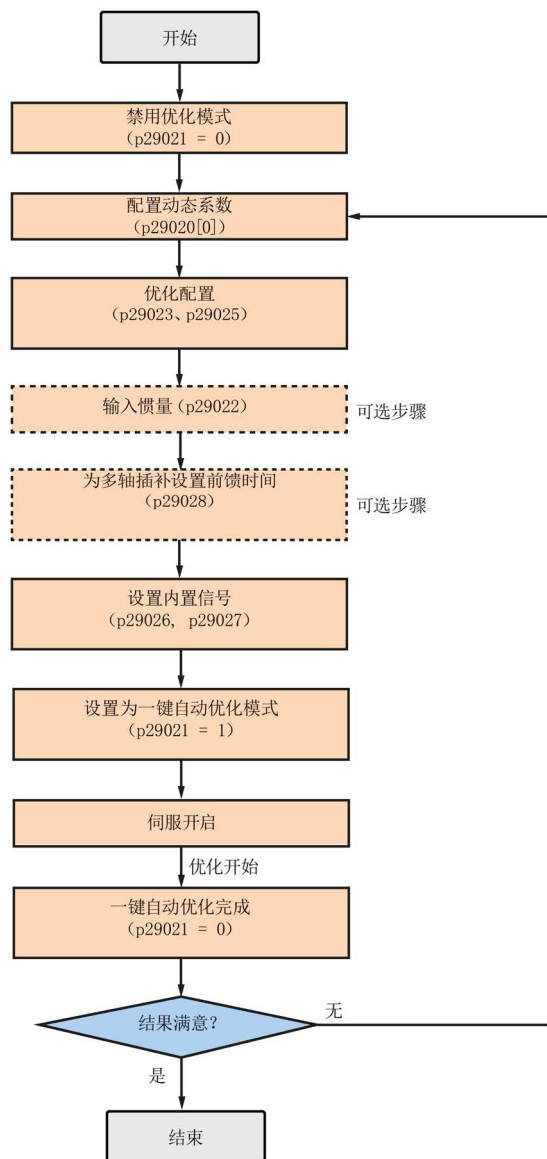 开始
禁用优化模式
(p29021 = 0)
配置动态系数
(p29020[0])
优化配置
(p29023、p29025)
输入惯量(p29022)
可选步骤
为多轴插补设置前馈时间
(p29028)
可选步骤
设置内置信号
(p29026, p29027)
设置为一键自动优化模式
(p29021 = 1)
伺服开启
优化开始
一键自动优化完成
(p29021 = 0)
结果满意?
无
是
结束